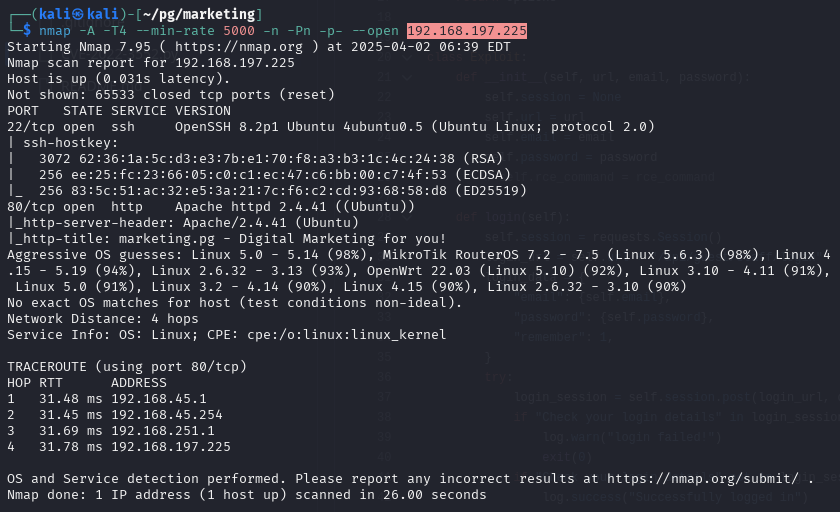 ┌──(kali㉿kali)-[~/pg/marketing]
└─$ nmap -A -T4 --min-rate 5000 -n -Pn -p- --open 192.168.197.225
Starting Nmap 7.95 ( https://nmap.org ) at 2025-04-02 06:39 EDT
Nmap scan report for 192.168.197.225
Host is up (0.031s latency).
Not shown: 65533 closed tcp ports (reset)
PORT   STATE SERVICE VERSION
22/tcp open  ssh     OpenSSH 8.2p1 Ubuntu 4ubuntu0.5 (Ubuntu Linux; protocol 2.0)
| ssh-hostkey:
|   3072 62:36:1a:5c:d3:e3:7b:e1:70:f8:a3:b3:1c:4c:24:38 (RSA)
|   256 ee:25:fc:23:66:05:c0:c1:ec:47:c6:bb:00:c7:4f:53 (ECDSA)
|_  256 83:5c:51:ac:32:e5:3a:21:7c:f6:c2:cd:93:68:58:d8 (ED25519)
80/tcp open  http    Apache httpd 2.4.41 ((Ubuntu))
|_http-server-header: Apache/2.4.41 (Ubuntu)
|_http-title: marketing.pg - Digital Marketing for you!
Aggressive OS guesses: Linux 5.0 - 5.14 (98%), MikroTik RouterOS 7.2 - 7.5 (Linux 5.6.3) (98%), Linux 4
.15 - 5.19 (94%), Linux 2.6.32 - 3.13 (93%), OpenWrt 22.03 (Linux 5.10) (92%), Linux 3.10 - 4.11 (91%),
 Linux 5.0 (91%), Linux 3.2 - 4.14 (90%), Linux 4.15 (90%), Linux 2.6.32 - 3.10 (90%)
No exact OS matches for host (test conditions non-ideal).
Network Distance: 4 hops
Service Info: OS: Linux; CPE: cpe:/o:linux:linux_kernel

TRACEROUTE (using port 80/tcp)
HOP RTT      ADDRESS
1   31.48 ms 192.168.45.1
2   31.45 ms 192.168.45.254
3   31.69 ms 192.168.251.1
4   31.78 ms 192.168.197.225

OS and Service detection performed. Please report any incorrect results at https://nmap.org/submit/ .
Nmap done: 1 IP address (1 host up) scanned in 26.00 seconds